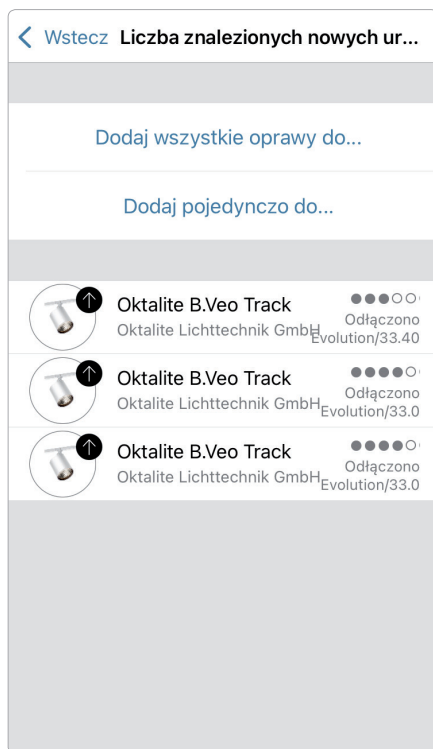 Wstecz Liczba znalezionych nowych ur...
Dodaj wszystkie oprawy do...
Dodaj pojedynczo do...
Oktalite B.Veo Track
Oktalite Lichttechnik GmbH
Odłączono
Evolution/33.40
Oktalite B.Veo Track
Oktalite Lichttechnik GmbH
Odłączono
Evolution/33.0
Oktalite B.Veo Track
Oktalite Lichttechnik GmbH
Odłączono
Evolution/33.0